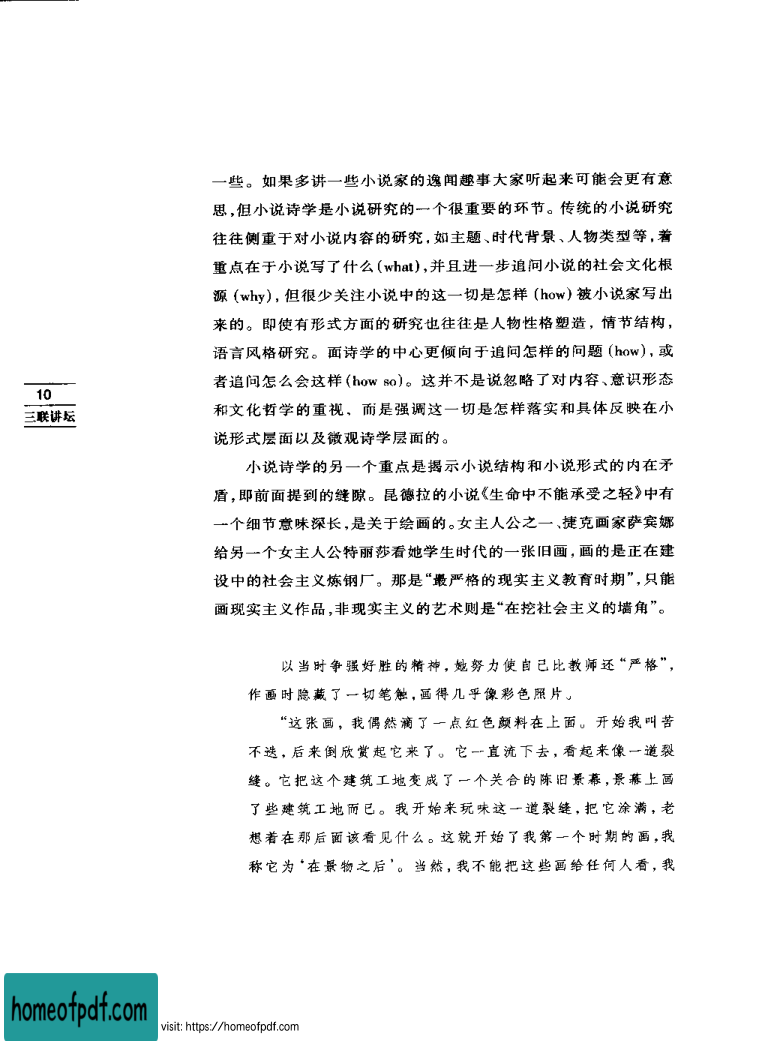 一些。如果多讲一些小说家的逸闻趣事大家听起来可能会更有意
思,但小说诗学是小说研究的一个很重要的环节。传统的小说研究
往往侧重于对小说内容的研究,如主题、时代背景、人物类型等,着
重点在于小说写了什么(what),并且进一步追问小说的社会文化根
源 (why), 但很少关注小说中的这一切是怎样 (how) 被小说家写出
来的。即使有形式方面的研究也往往是人物性格塑造, 情节结构,
语言风格研究。面诗学的中心更倾向于追问怎样的问题 (how), 或
者追问怎么会这样(how so)。这并不是说忽略了对内容、意识形态
和文化哲学的重视、而是强调这一切是怎样落实和具体反映在小
说形式层面以及微观诗学层面的。
10
三联讲坛
小说诗学的另一个重点是揭示小说结构和小说形式的内在矛
盾,即前面提到的缝隙。昆德拉的小说《生命中不能承受之轻》中有
一个细节意味深长,是关于绘画的。女主人公之一、捷克画家萨宾娜
给另一个女主人公特丽莎看她学生时代的一张旧画,画的是正在建
设中的社会主义炼钢厂。那是“最严格的现实主义教育时期”,只能
画现实主义作品,非现实主义的艺术则是“在挖社会主义的墙角”。
以当时争强好胜的精神,她努力使自己比教师还“严格”,
作画时隐藏了一切笔触,画得几乎像彩色照片。
“这张画, 我偶然滴了一点红色颜料在上面。开始我叫苦
不迭,后来倒欣赏起它来了。它一直流下去,看起来像一道裂
缝。它把这个建筑工地变成了一个关合的陈旧景幕,景幕上画
了些建筑工地而已。我开始来玩味这一道裂缝,把它涂满,老
想着在那后面该看见什么。这就开始了我第一个时期的画,我
称它为‘在景物之后’。当然,我不能把这些画给任何人看,我
homeofpdf.com
visit: https://homeofpdf.com